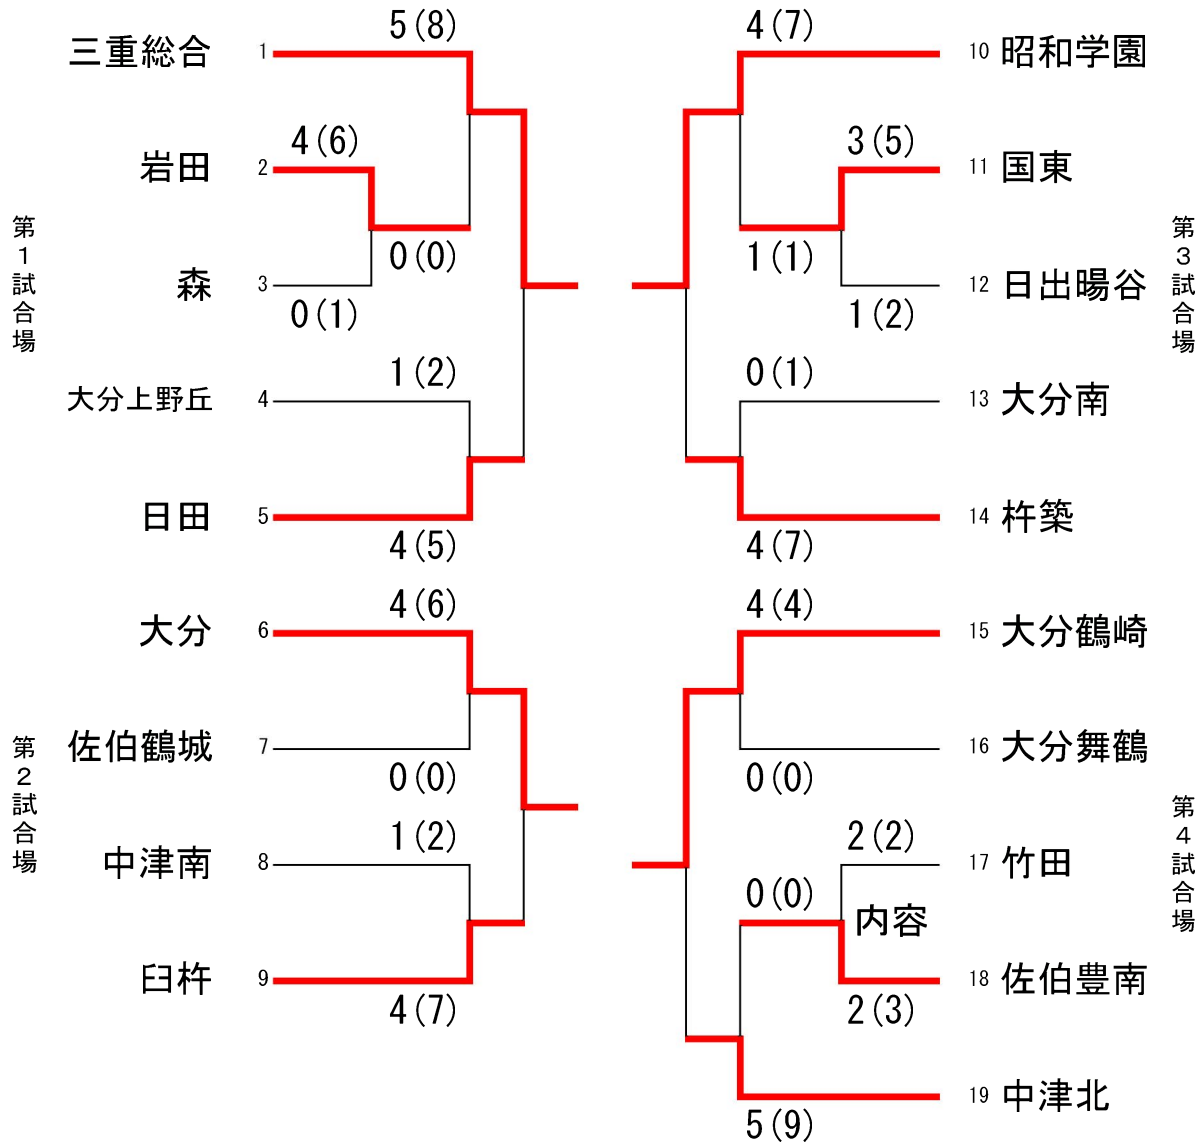 5(8)
三重総合 1
4(6)
岩田 2
0(0)
森 3
0(1)
第1試合場
1(2)
大分上野丘 4
日田 5
4(5)
4(6)
大分 6
佐伯鶴城 7
0(0)
第2試合場
1(2)
中津南 8
臼杵 9
4(7)
4(7)
10 昭和学園
3(5)
11 国東
1(1)
12 日出暘谷
1(2)
第3試合場
0(1)
13 大分南
14 杵築
4(7)
4(4)
15 大分鶴崎
16 大分舞鶴
0(0)
2(2)
17 竹田
0(0)
内容
18 佐伯豊南
2(3)
第4試合場
19 中津北
5(9)